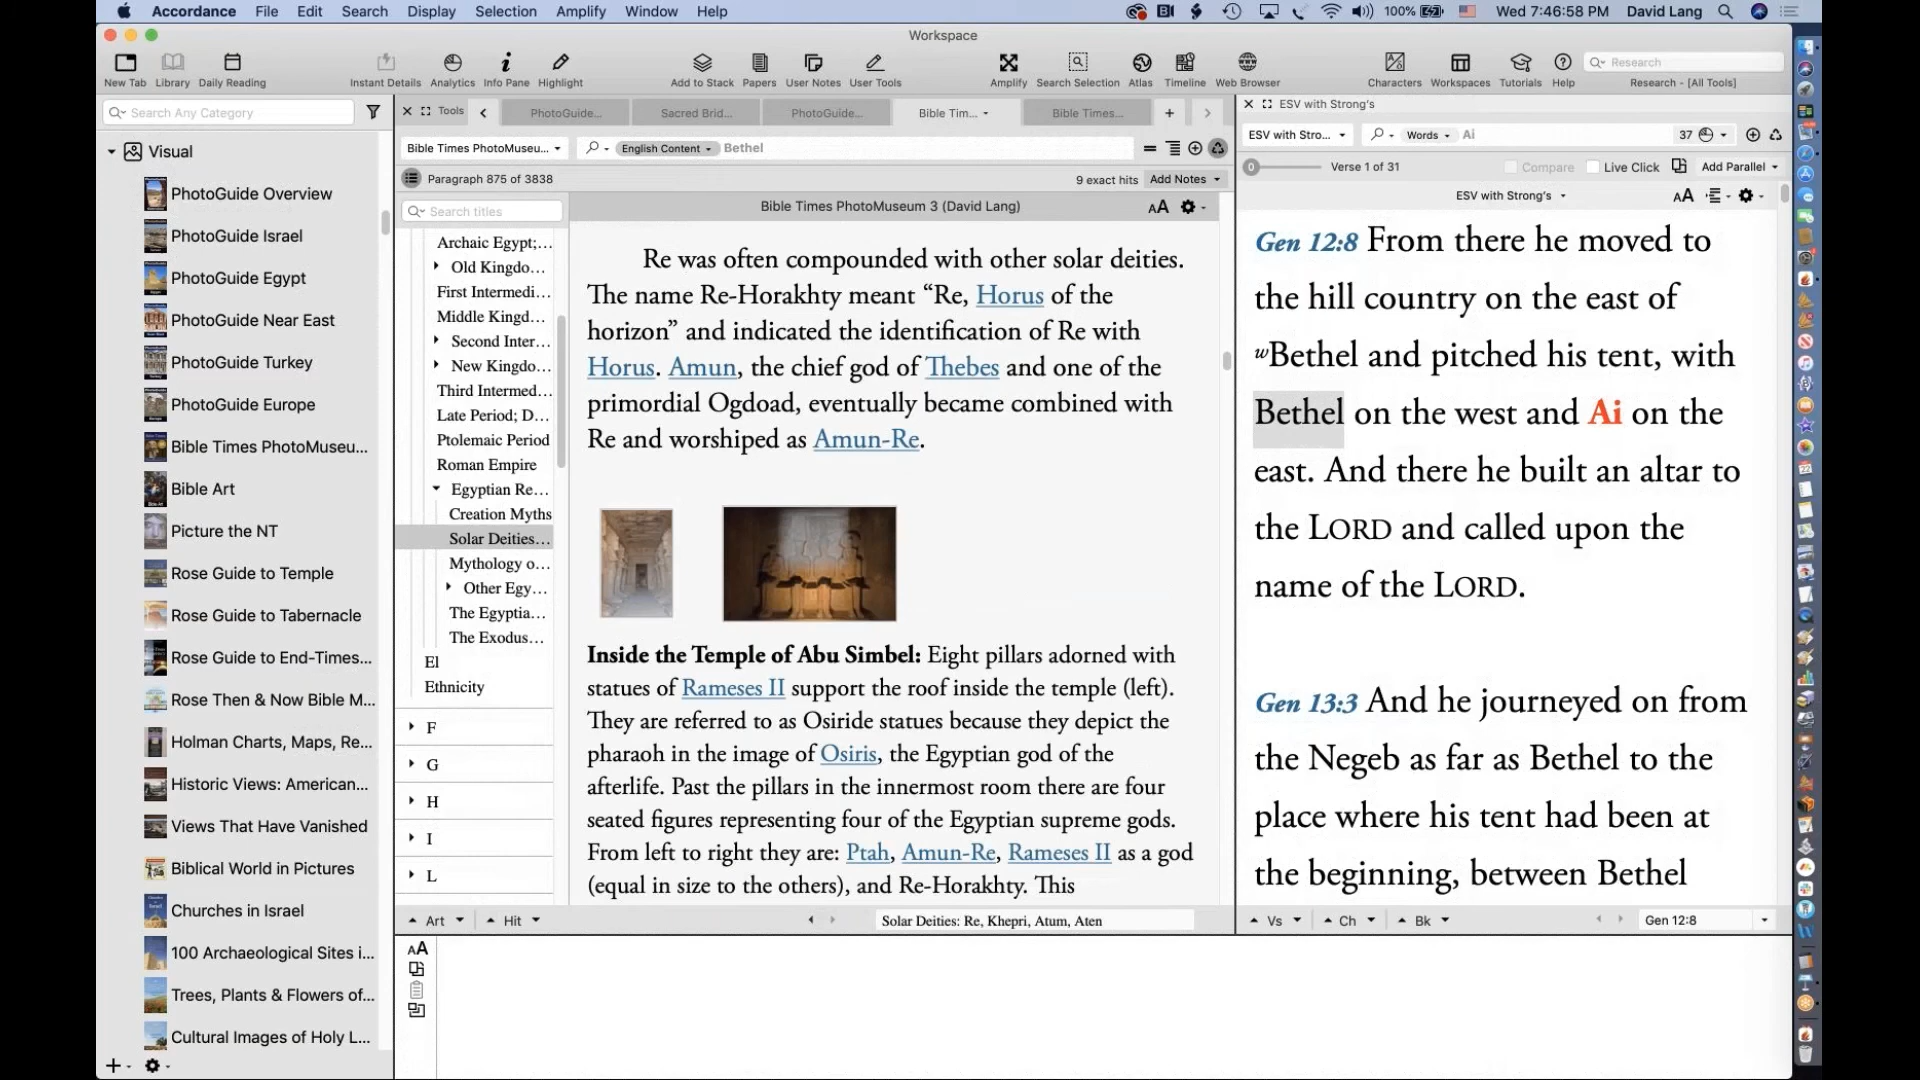 Accordance File Edit Search Display Selection Amplify Window Help
100% Wed 7:46:58 PM David Lang
Workspace
New Tab Library Daily Reading Instant Details Analytics Info Pane Highlight Add to Stack Papers User Notes User Tools Amplify Search Selection Atlas Timeline Web Browser Characters Workspaces Tutorials Help
Research
Research - [All Tools]
Search Any Category
Visual
PhotoGuide Overview
PhotoGuide Israel
PhotoGuide Egypt
PhotoGuide Near East
PhotoGuide Turkey
PhotoGuide Europe
Bible Times PhotoMuseu...
Bible Art
Picture the NT
Rose Guide to Temple
Rose Guide to Tabernacle
Rose Guide to End-Times...
Rose Then & Now Bible M...
Holman Charts, Maps, Re...
Historic Views: American...
Views That Have Vanished
Biblical World in Pictures
Churches in Israel
100 Archaeological Sites i...
Trees, Plants & Flowers of...
Cultural Images of Holy L...
Tools PhotoGuide... Sacred Brid... PhotoGuide... Bible Tim... Bible Times...
Bible Times PhotoMuseu... English Content Bethel
Paragraph 875 of 3838 9 exact hits Add Notes
Search titles
Archaic Egypt;...
Old Kingdo...
First Intermedi...
Middle Kingd...
Second Inter...
New Kingdo...
Third Intermed...
Late Period; D...
Ptolemaic Period
Roman Empire
Egyptian Re...
Creation Myths
Solar Deities...
Mythology o...
Other Egy...
The Egyptia...
The Exodus...
El
Ethnicity
F
G
H
I
L
Bible Times PhotoMuseum 3 (David Lang) AA
Re was often compounded with other solar deities.
The name Re-Horakhty meant “Re, Horus of the
horizon” and indicated the identification of Re with
Horus. Amun, the chief god of Thebes and one of the
primordial Ogdoad, eventually became combined with
Re and worshiped as Amun-Re.
Inside the Temple of Abu Simbel: Eight pillars adorned with
statues of Rameses II support the roof inside the temple (left).
They are referred to as Osiride statues because they depict the
pharaoh in the image of Osiris, the Egyptian god of the
afterlife. Past the pillars in the innermost room there are four
seated figures representing four of the Egyptian supreme gods.
From left to right they are: Ptah, Amun-Re, Rameses II as a god
(equal in size to the others), and Re-Horakhty. This
Art Hit Solar Deities: Re, Khepri, Atum, Aten
AA
ESV with Strong's
ESV with Stro... Words Ai 37
0 Verse 1 of 31 Compare Live Click Add Parallel
ESV with Strong's AA
Gen 12:8 From there he moved to
the hill country on the east of
wBethel and pitched his tent, with
Bethel on the west and Ai on the
east. And there he built an altar to
the LORD and called upon the
name of the LORD.
Gen 13:3 And he journeyed on from
the Negeb as far as Bethel to the
place where his tent had been at
the beginning, between Bethel
Vs Ch Bk Gen 12:8